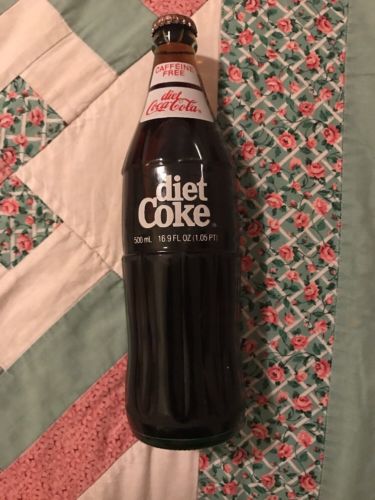 CAFFEINE
FREE
diet
Coca-Cola
diet
Coke
500 mL 16.9 FL OZ (1.05 PT)